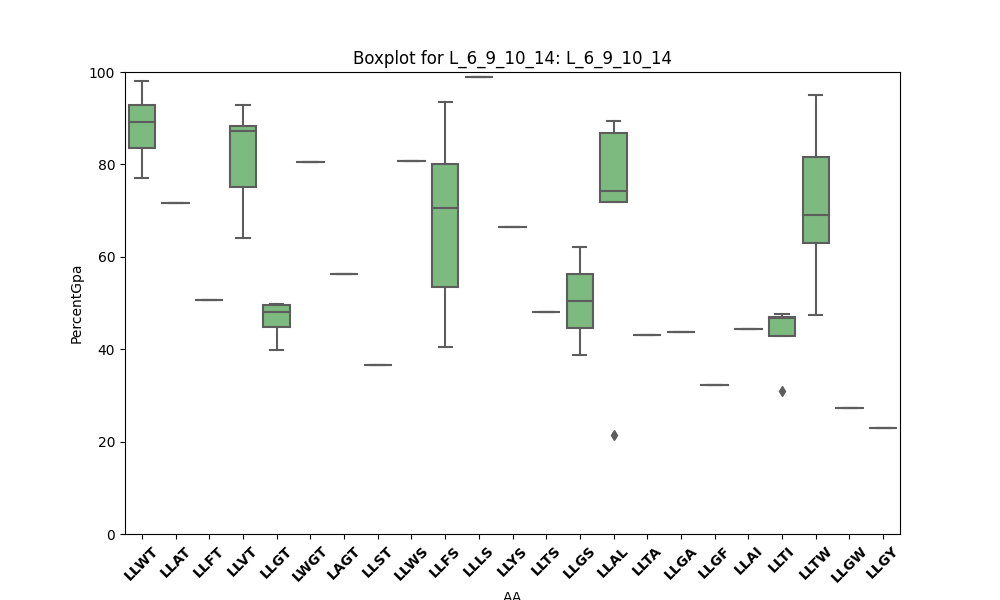 Boxplot for L_6_9_10_14: L_6_9_10_14
100
80
60
40
20
0
PercentGpa
LLWT LLAT LLFT LLVT LLGT LWGT LAGT LLST LLWS LLFS LLLS LLYS LLTS LLGS LLAL LLTA LLGA LLGF LLAI LLTI LLTW LLGW LLGY
AA